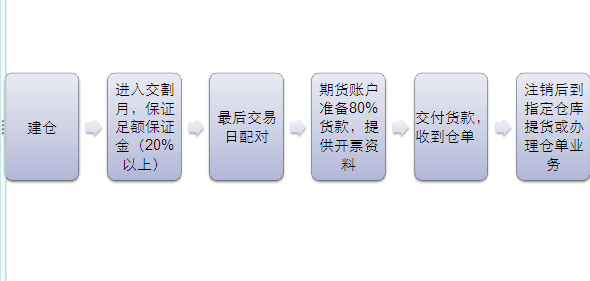 建仓
进入交割
月，保证
足额保证
金（20%
以上）
最后交易
日配对
期货账户
准备80%
货款，提
供开票资
料
交付货款，
收到仓单
注销后到
指定仓库
提货或办
理仓单业
务